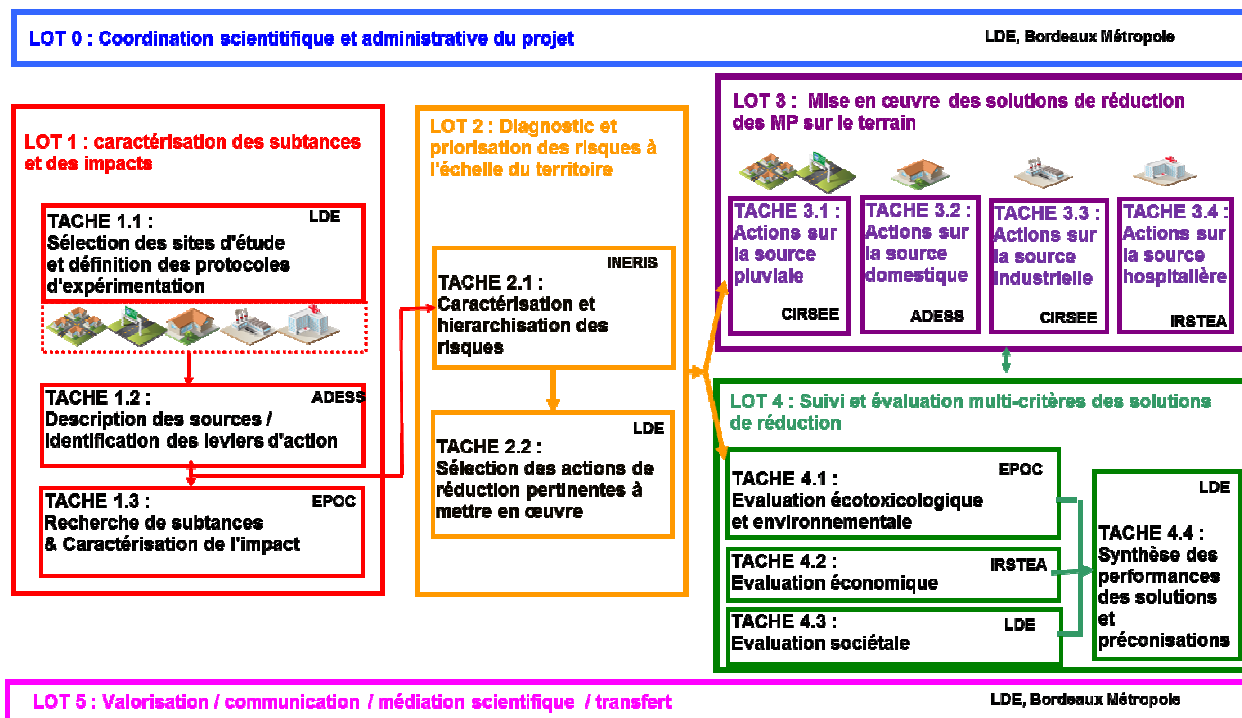 LOT 0 : Coordination scientitifique et administrative du projet
LDE, Bordeaux Métropole
LOT 1 : caractérisation des subtances
et des impacts
TACHE 1.1 :
LDE
Sélection des sites d'étude
et définition des protocoles
d'expérimentation
TACHE 1.2 :
ADESS
Description des sources /
identification des leviers d'action
TACHE 1.3 :
EPOC
Recherche de subtances
& Caractérisation de l'impact
LOT 2 : Diagnostic et
priorisation des risques à
l'échelle du territoire
INERIS
TACHE 2.1 :
Caractérisation et
hierarchisation des
risques
LDE
TACHE 2.2 :
Sélection des actions de
réduction pertinentes à
mettre en œuvre
LOT 3 : Mise en œuvre des solutions de réduction
des MP sur le terrain
TACHE 3.1 :
Actions sur
la source
pluviale
CIRSEE
TACHE 3.2 :
Actions sur
la source
domestique
ADESS
TACHE 3.3 :
Actions sur
la source
industrielle
CIRSEE
TACHE 3.4 :
Actions sur
la source
hospitalière
IRSTEA
LOT 4 : Suivi et évaluation multi-critères des solutions
de réduction
TACHE 4.1 :
EPOC
Evaluation écotoxicologique
et environnementale
TACHE 4.2 :
IRSTEA
Evaluation économique
TACHE 4.3 :
LDE
Evaluation sociétale
LDE
TACHE 4.4 :
Synthèse des
performances
des solutions
et
préconisations
LOT 5 : Valorisation / communication / médiation scientifique / transfert
LDE, Bordeaux Métropole